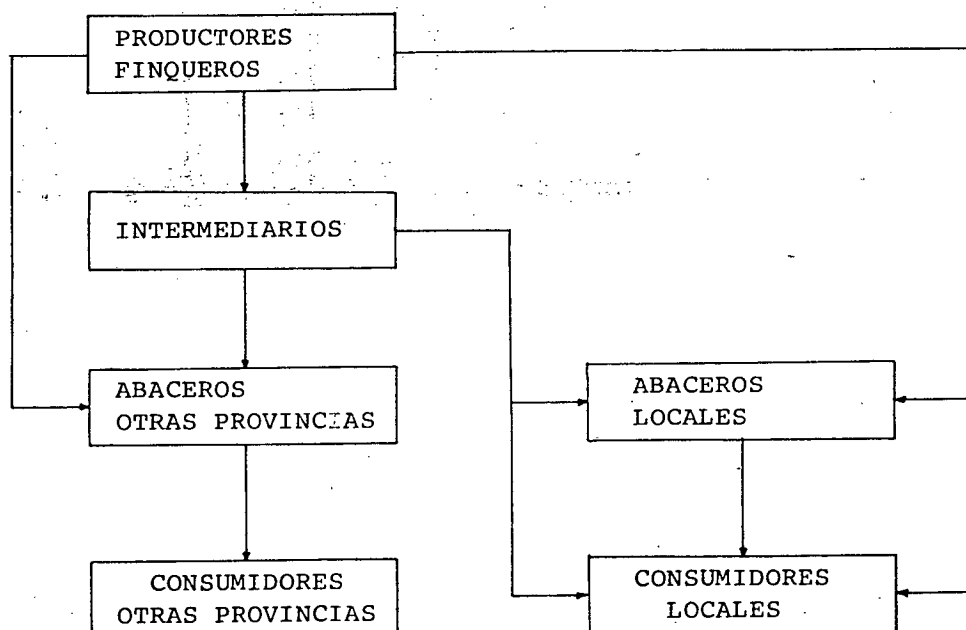 PRODUCTORES
FINQUEROS
INTERMEDIARIOS
ABACEROS
OTRAS PROVINCIAS
ABACEROS
LOCALES
CONSUMIDORES
OTRAS PROVINCIAS
CONSUMIDORES
LOCALES